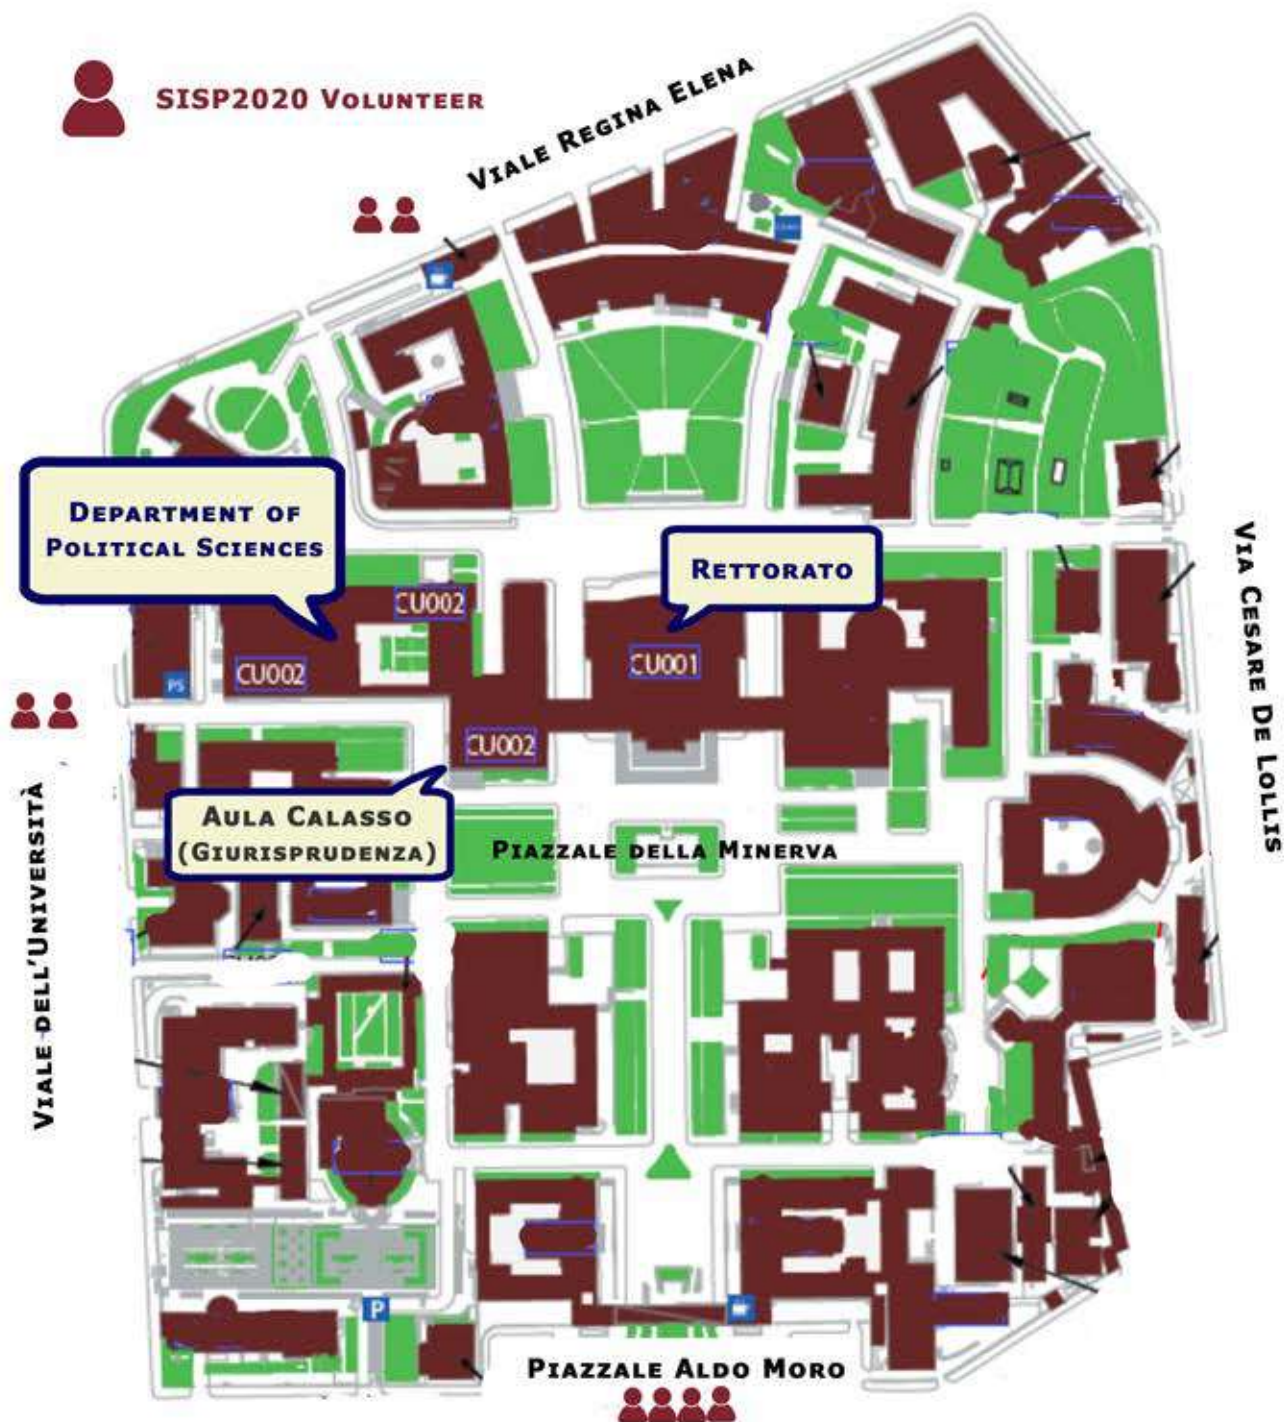 SISP2020 VOLUNTEER
VIALE REGINA ELENA
DEPARTMENT OF
POLITICAL SCIENCES
RETTORATO
CU002
CU002
CU001
PS
CU002
VIA CESARE DE LOLLIS
AULA CALASSO
(GIURISPRUDENZA)
PIAZZALE DELLA MINERVA
VIALE DELL'UNIVERSITÀ
P
PIAZZALE ALDO MORO